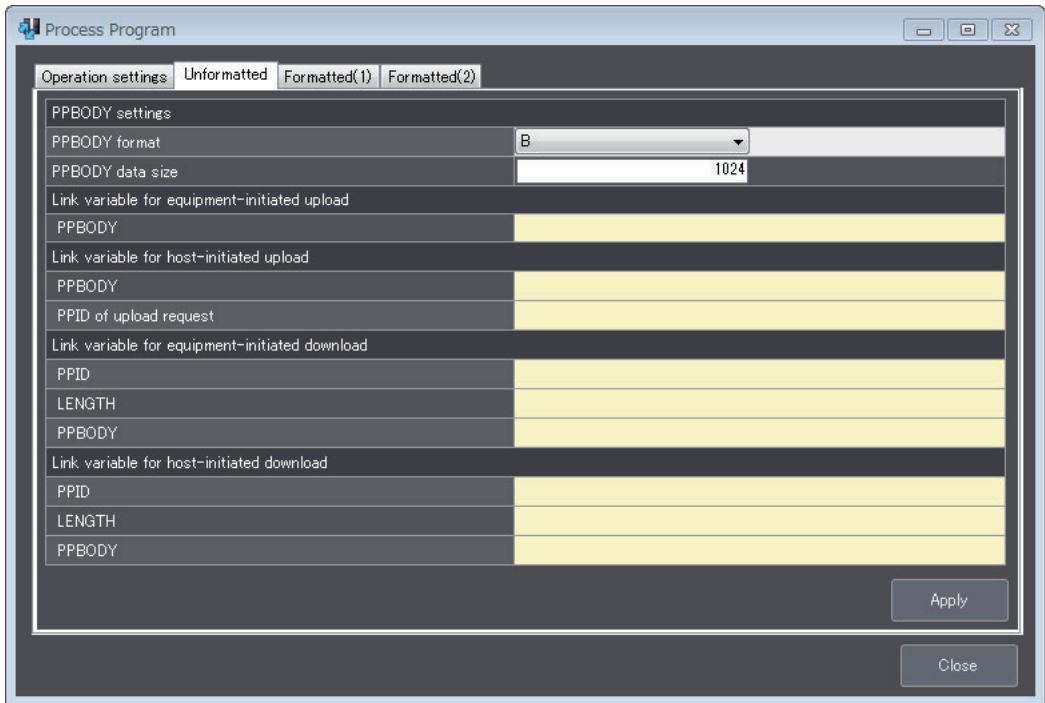 Process Program
Operation settings Unformatted Formatted(1) Formatted(2)
PPBODY settings
PPBODY format B
PPBODY data size 1024
Link variable for equipment-initiated upload
PPBODY
Link variable for host-initiated upload
PPBODY
PPID of upload request
Link variable for equipment-initiated download
PPID
LENGTH
PPBODY
Link variable for host-initiated download
PPID
LENGTH
PPBODY
Apply
Close